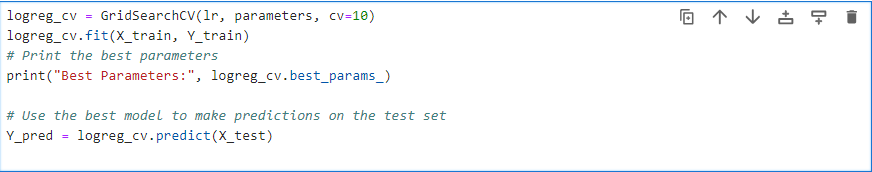 logreg_cv = GridSearchCV(lr, parameters, cv=10)
logreg_cv.fit(X_train, Y_train)
# Print the best parameters
print("Best Parameters:", logreg_cv.best_params_)
# Use the best model to make predictions on the test set
Y_pred = logreg_cv.predict(X_test)